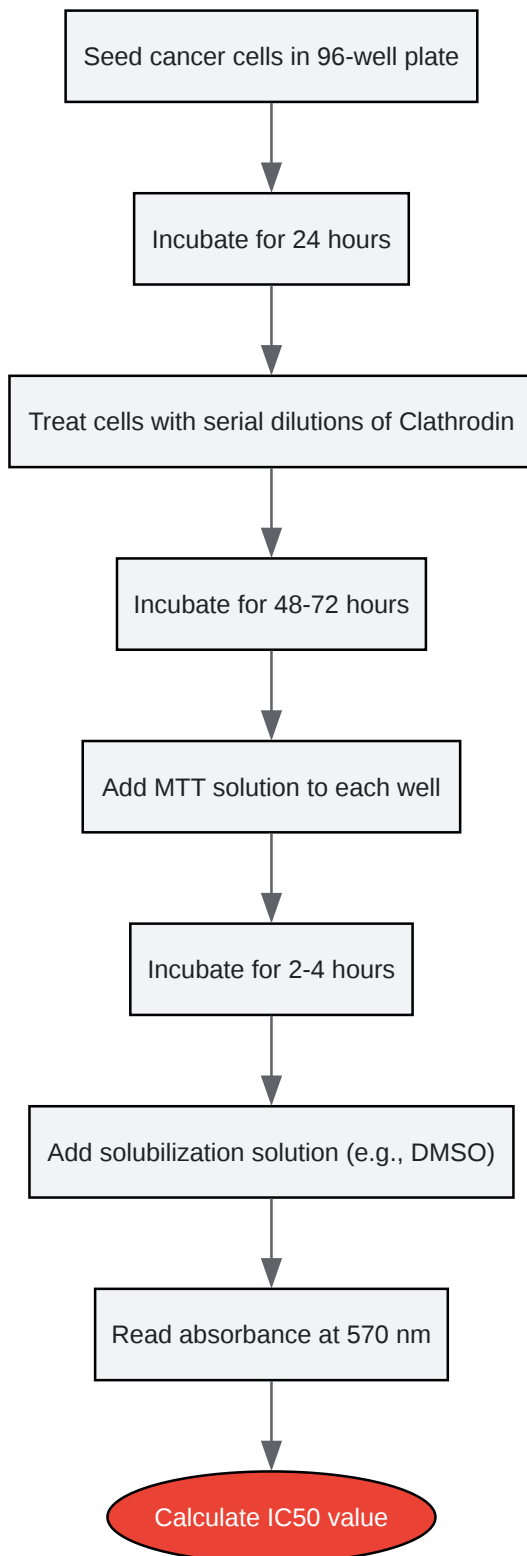 Seed cancer cells in 96-well plate
Incubate for 24 hours
Treat cells with serial dilutions of Clathrodin
Incubate for 48-72 hours
Add MTT solution to each well
Incubate for 2-4 hours
Add solubilization solution (e.g., DMSO)
Read absorbance at 570 nm
Calculate IC50 value